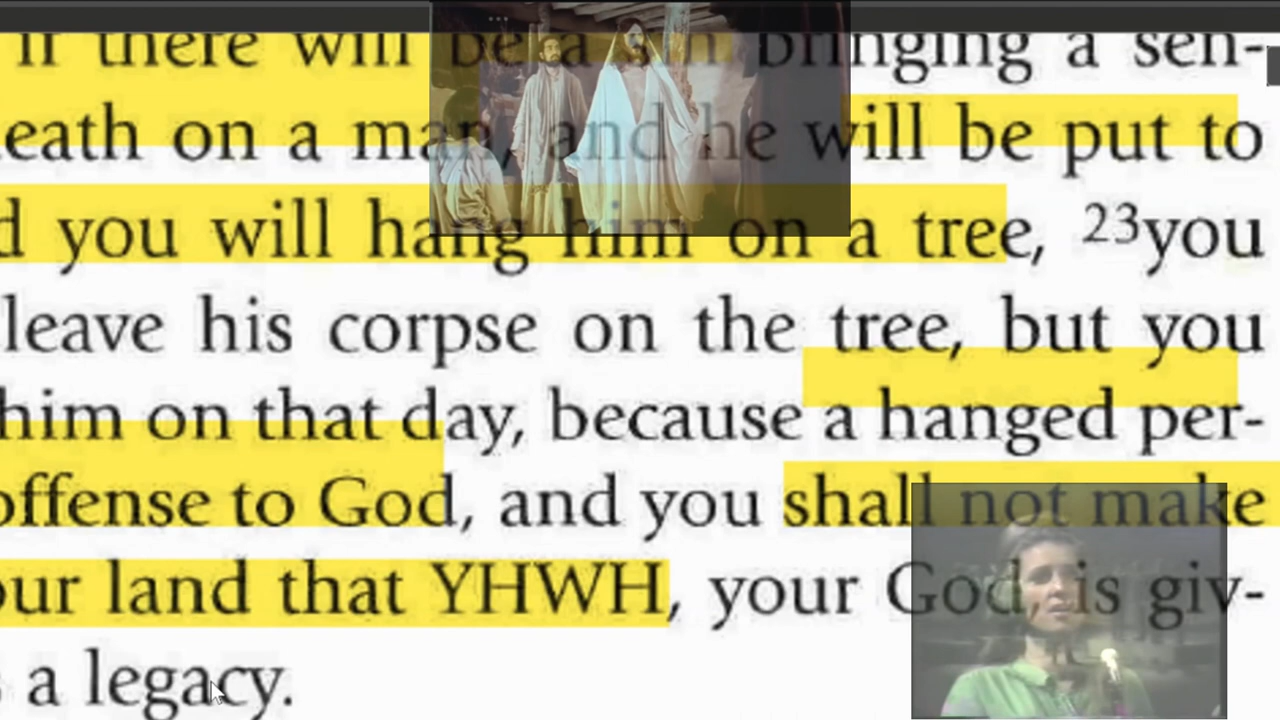 if there will be a sin bringing a sen-
eath on a man, and he will be put to
d you will hang him on a tree, 23you
leave his corpse on the tree, but you
him on that day, because a hanged per-
offense to God, and you shall not make
our land that YHWH, your God, is giv-
a legacy.